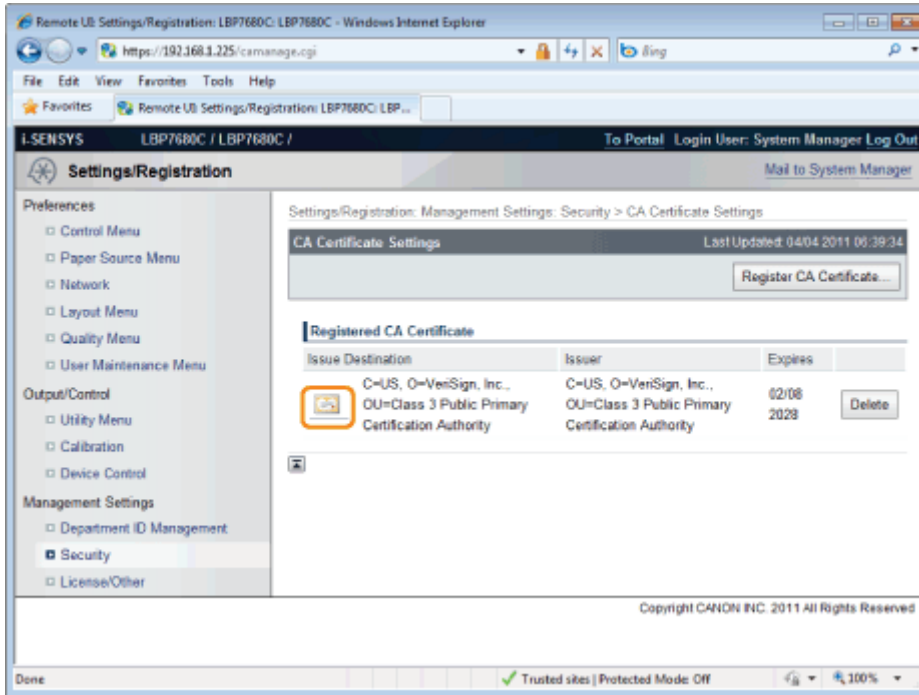 Remote UI: Settings/Registration: LBP7680C: LBP7680C - Windows Internet Explorer
https://192.168.1.225/camanage.cgi
Bing
File Edit View Favorites Tools Help
Favorites
Remote UI: Settings/Registration: LBP7680C: LBP...
i-SENSYS LBP7680C / LBP7680C /
To Portal Login User: System Manager Log Out
Settings/Registration
Mail to System Manager
Preferences
Control Menu
Paper Source Menu
Network
Layout Menu
Quality Menu
User Maintenance Menu
Output/Control
Utility Menu
Calibration
Device Control
Management Settings
Department ID Management
Security
License/Other
Settings/Registration: Management Settings: Security > CA Certificate Settings
CA Certificate Settings
Last Updated: 04/04 2011 06:39:34
Register CA Certificate...
Registered CA Certificate
Issue Destination Issuer Expires
C=US, O=VeriSign, Inc., OU=Class 3 Public Primary Certification Authority
C=US, O=VeriSign, Inc., OU=Class 3 Public Primary Certification Authority
02/08 2028
Delete
Copyright CANON INC. 2011 All Rights Reserved
Done
Trusted sites | Protected Mode: Off
100%